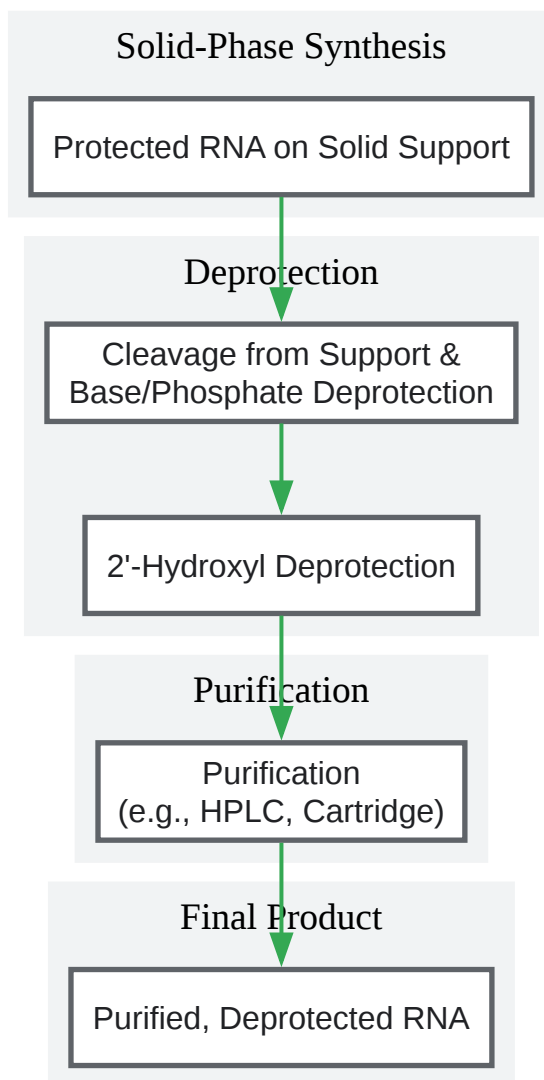 Solid-Phase Synthesis
Protected RNA on Solid Support
Deprotection
Cleavage from Support &
Base/Phosphate Deprotection
2'-Hydroxyl Deprotection
Purification
Purification
(e.g., HPLC, Cartridge)
Final Product
Purified, Deprotected RNA